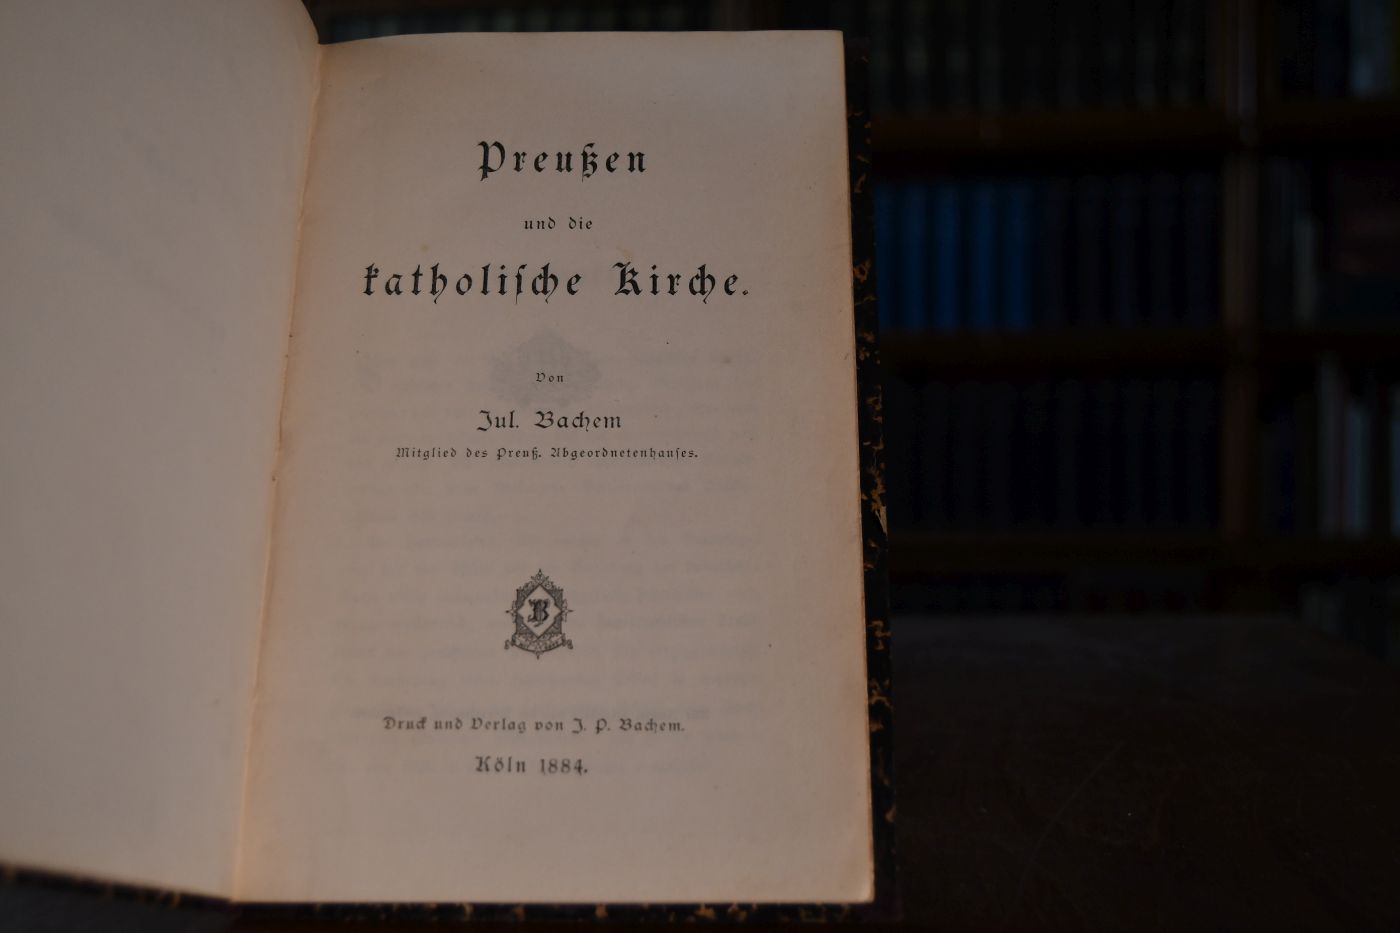 Preußen
und die
katholiſche Kirche.
Von
Jul. Bachem
Mitglied des Preuß. Abgeordnetenhauſes.
B
Druck und Verlag von J. P. Bachem.
Köln 1884.